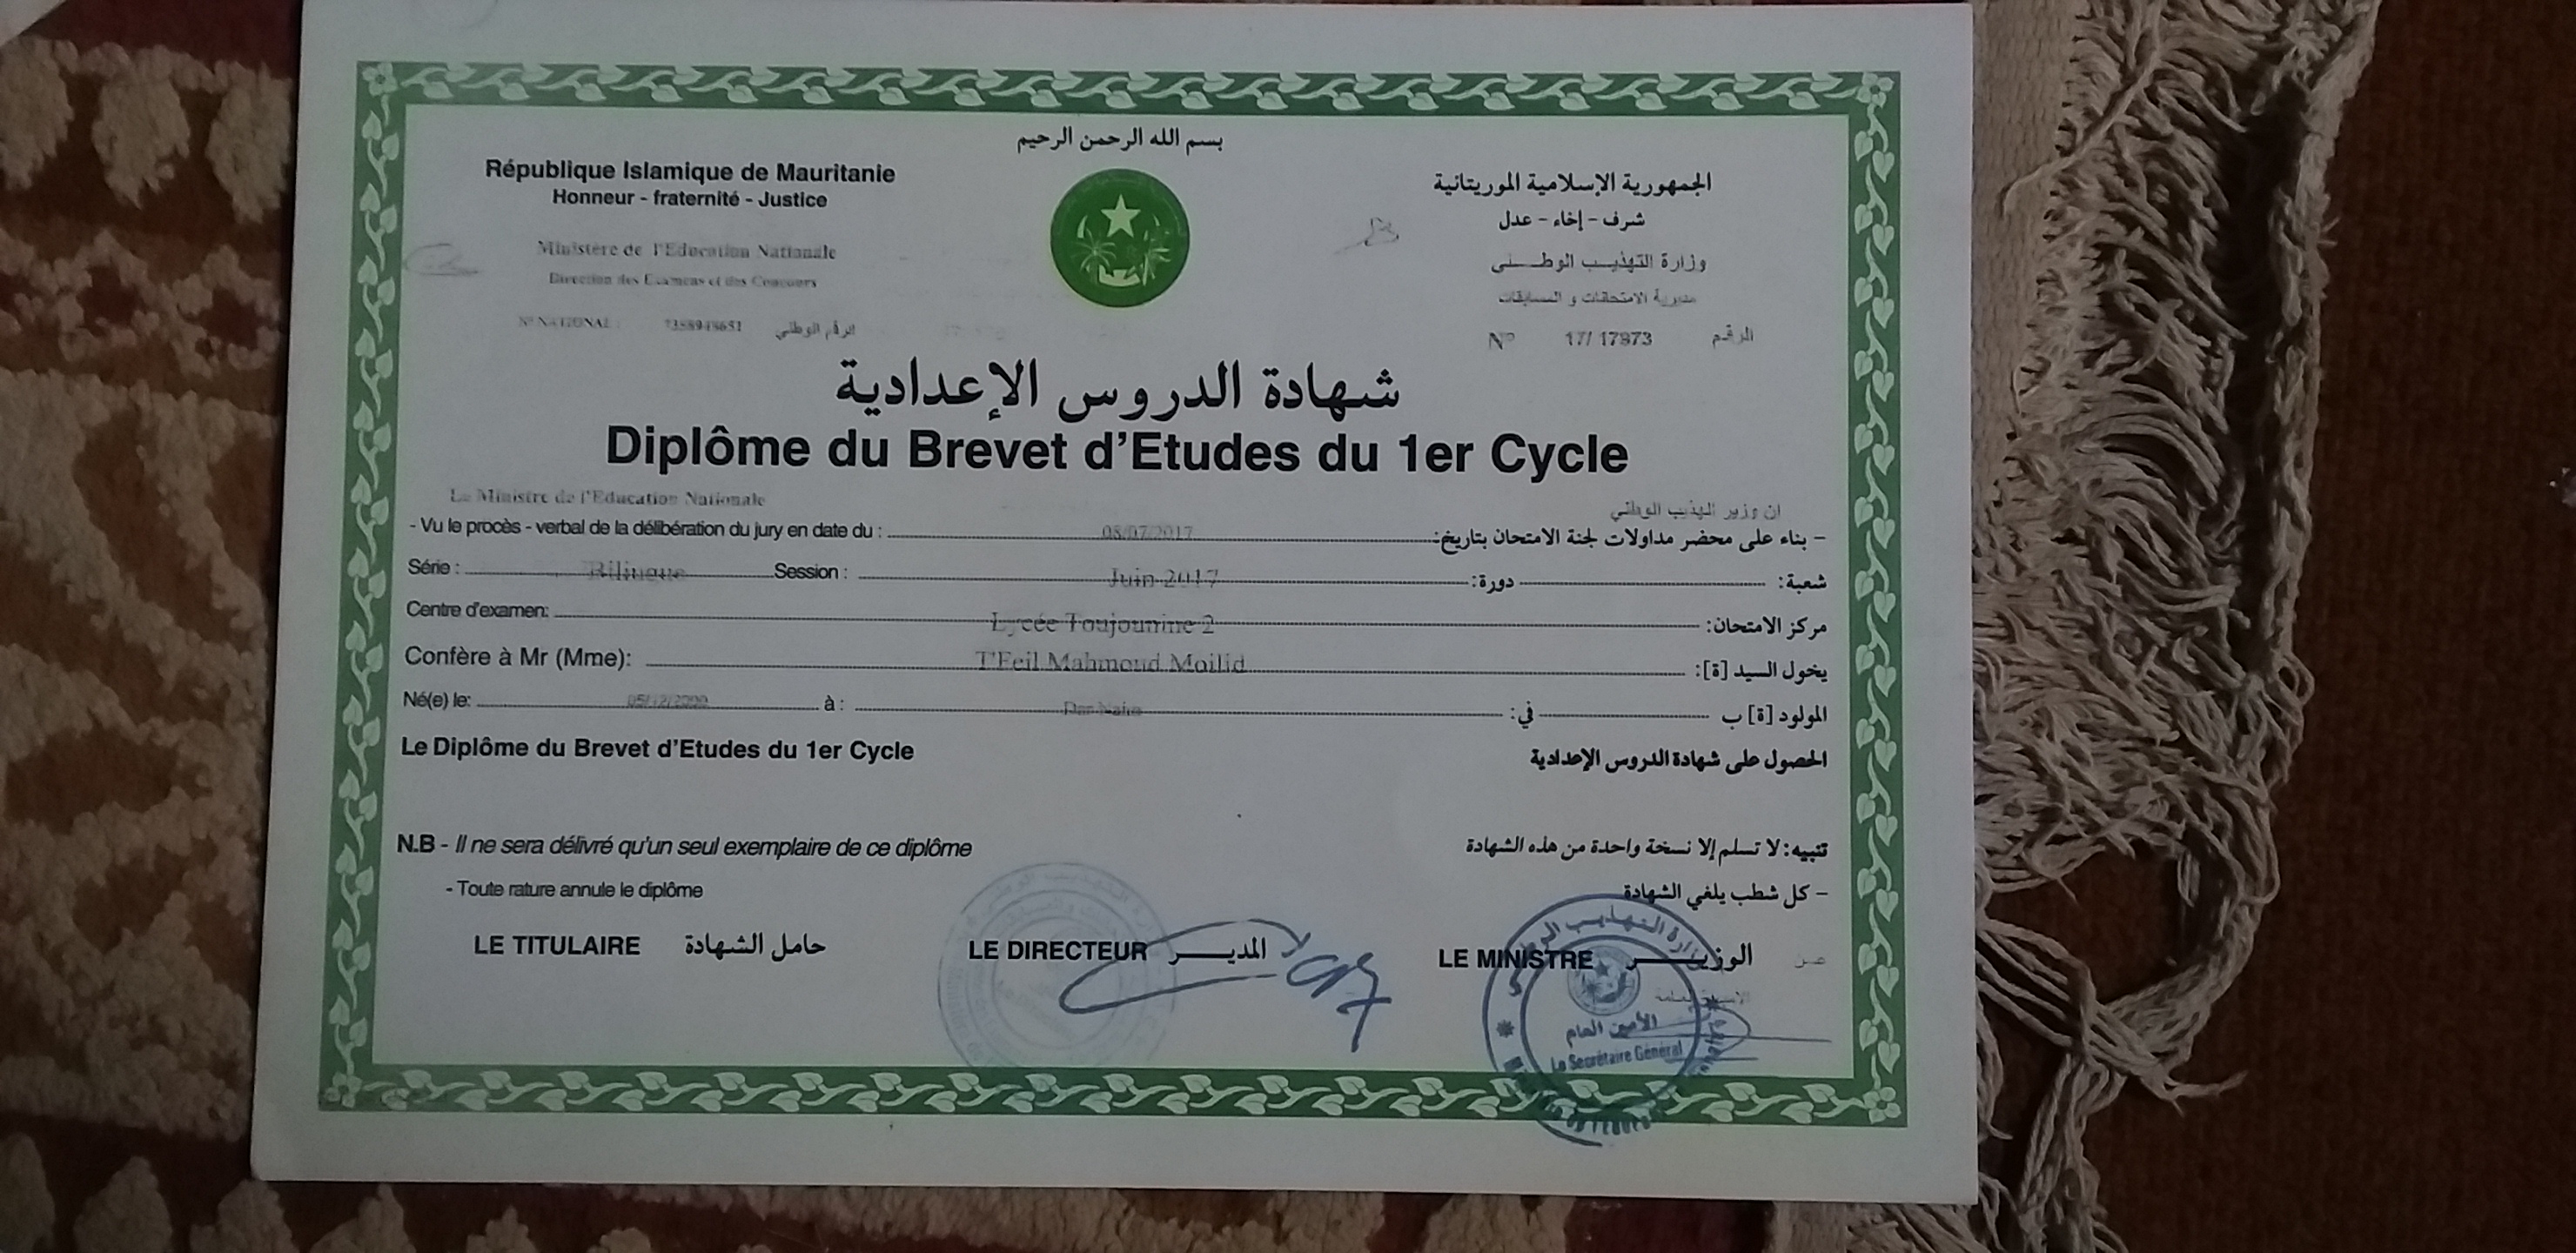 بسم الله الرحمن الرحيم
République Islamique de Mauritanie
Honneur - fraternité - Justice
الجمهورية الإسلامية الموريتانية
شرف - إخاء - عدل
Ministère de l'Education Nationale
Direction des Examens et des Concours
وزارة التهذيب الوطني
مديرية الامتحانات و المسابقات
N° NATIONAL : الرقم الوطني
N° 17/17973 الرقم
شهادة الدروس الإعدادية
Diplôme du Brevet d'Etudes du 1er Cycle
Le Ministre de l'Education Nationale
إن وزير التهذيب الوطني
- Vu le procès - verbal de la délibération du jury en date du : 05/07/2017 - بناء على محضر مداولات لجنة الامتحان بتاريخ:
Série : Bilingue Session : Juin 2017 دورة: شعبة:
Centre d'examen: Lycée Toujounine 2 مركز الامتحان:
Confère à Mr (Mme): Mahmoud يخول السيد [ة]:
Né(e) le: à : Dar Naim في: المولود [ة] ب
Le Diplôme du Brevet d'Etudes du 1er Cycle
الحصول على شهادة الدروس الإعدادية
N.B - Il ne sera délivré qu'un seul exemplaire de ce diplôme
تنبيه: لا تسلم إلا نسخة واحدة من هذه الشهادة
- Toute rature annule le diplôme
- كل شطب يلغي الشهادة
LE TITULAIRE حامل الشهادة
LE DIRECTEUR المديــر
LE MINISTRE الوزيــر
الأمين العام
Le Secrétaire Général